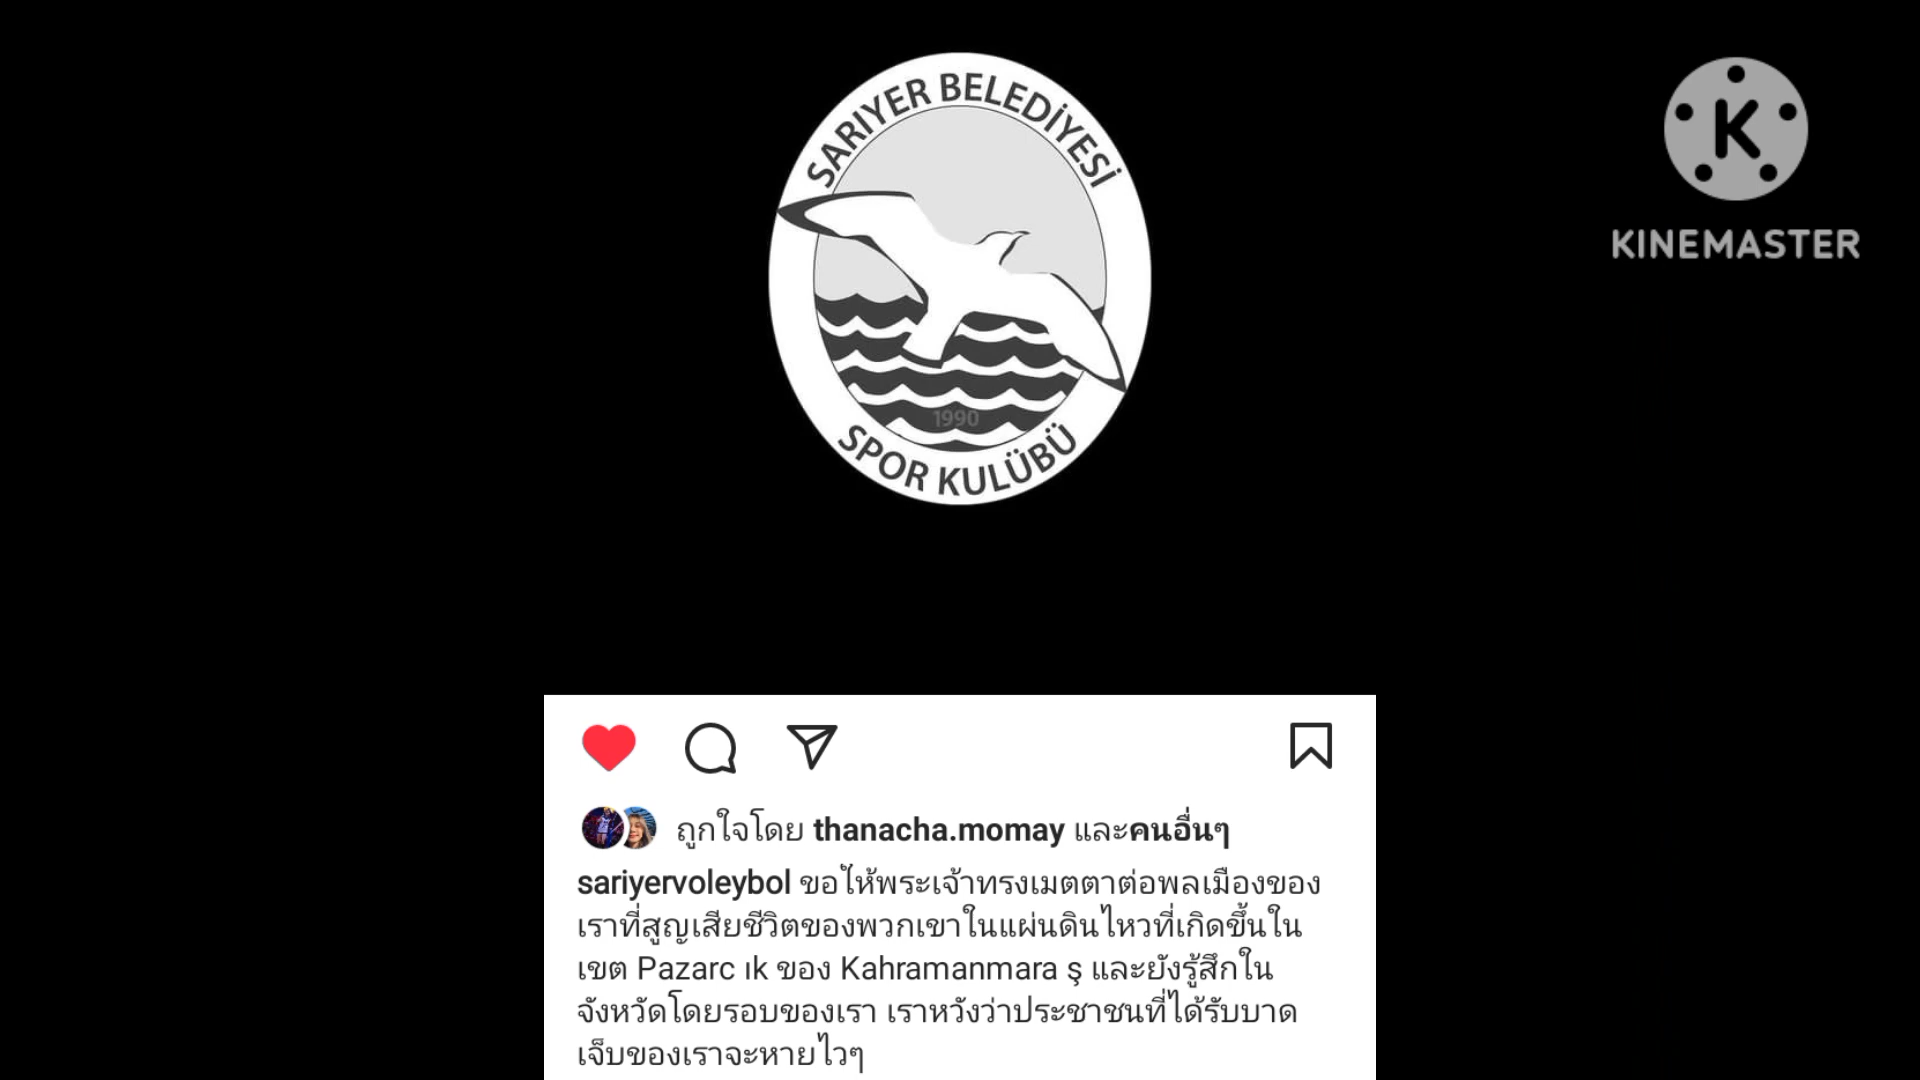 SARIYER BELEDİYESİ
1990
SPOR KULÜBÜ
K
KINEMASTER
ถูกใจโดย thanacha.momay และคนอื่นๆ
sariyervoleybol ขอให้พระเจ้าทรงเมตตาต่อพลเมืองของ
เราที่สูญเสียชีวิตของพวกเขาในแผ่นดินไหวที่เกิดขึ้นใน
เขต Pazarc ık ของ Kahramanmara ş และยังรู้สึกใน
จังหวัดโดยรอบของเรา เราหวังว่าประชาชนที่ได้รับบาด
เจ็บของเราจะหายไวๆ